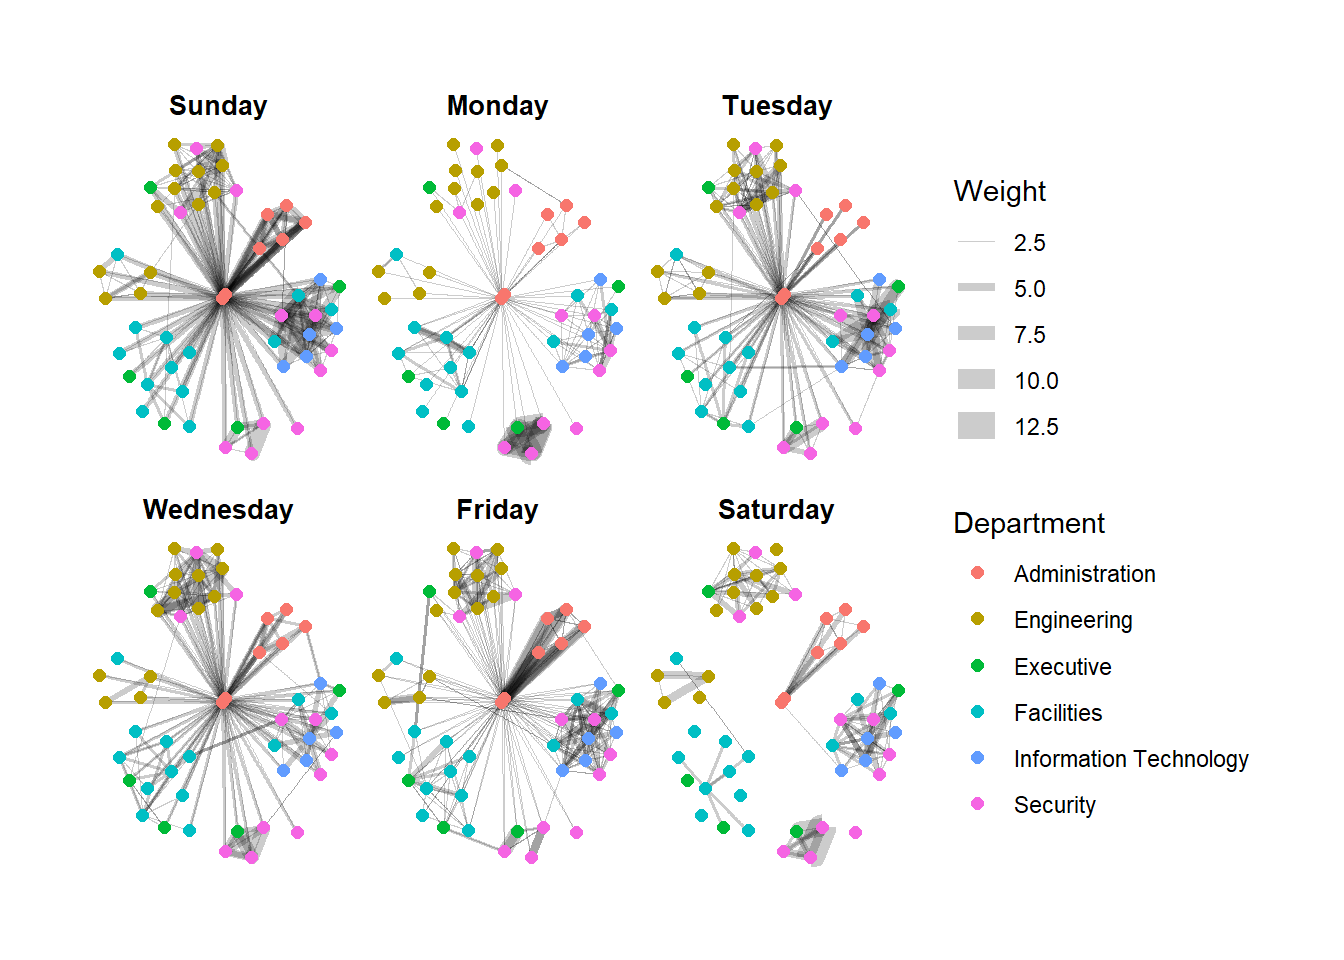 Sunday
Monday
Tuesday
Wednesday
Friday
Saturday
Weight
2.5
5.0
7.5
10.0
12.5
Department
Administration
Engineering
Executive
Facilities
Information Technology
Security